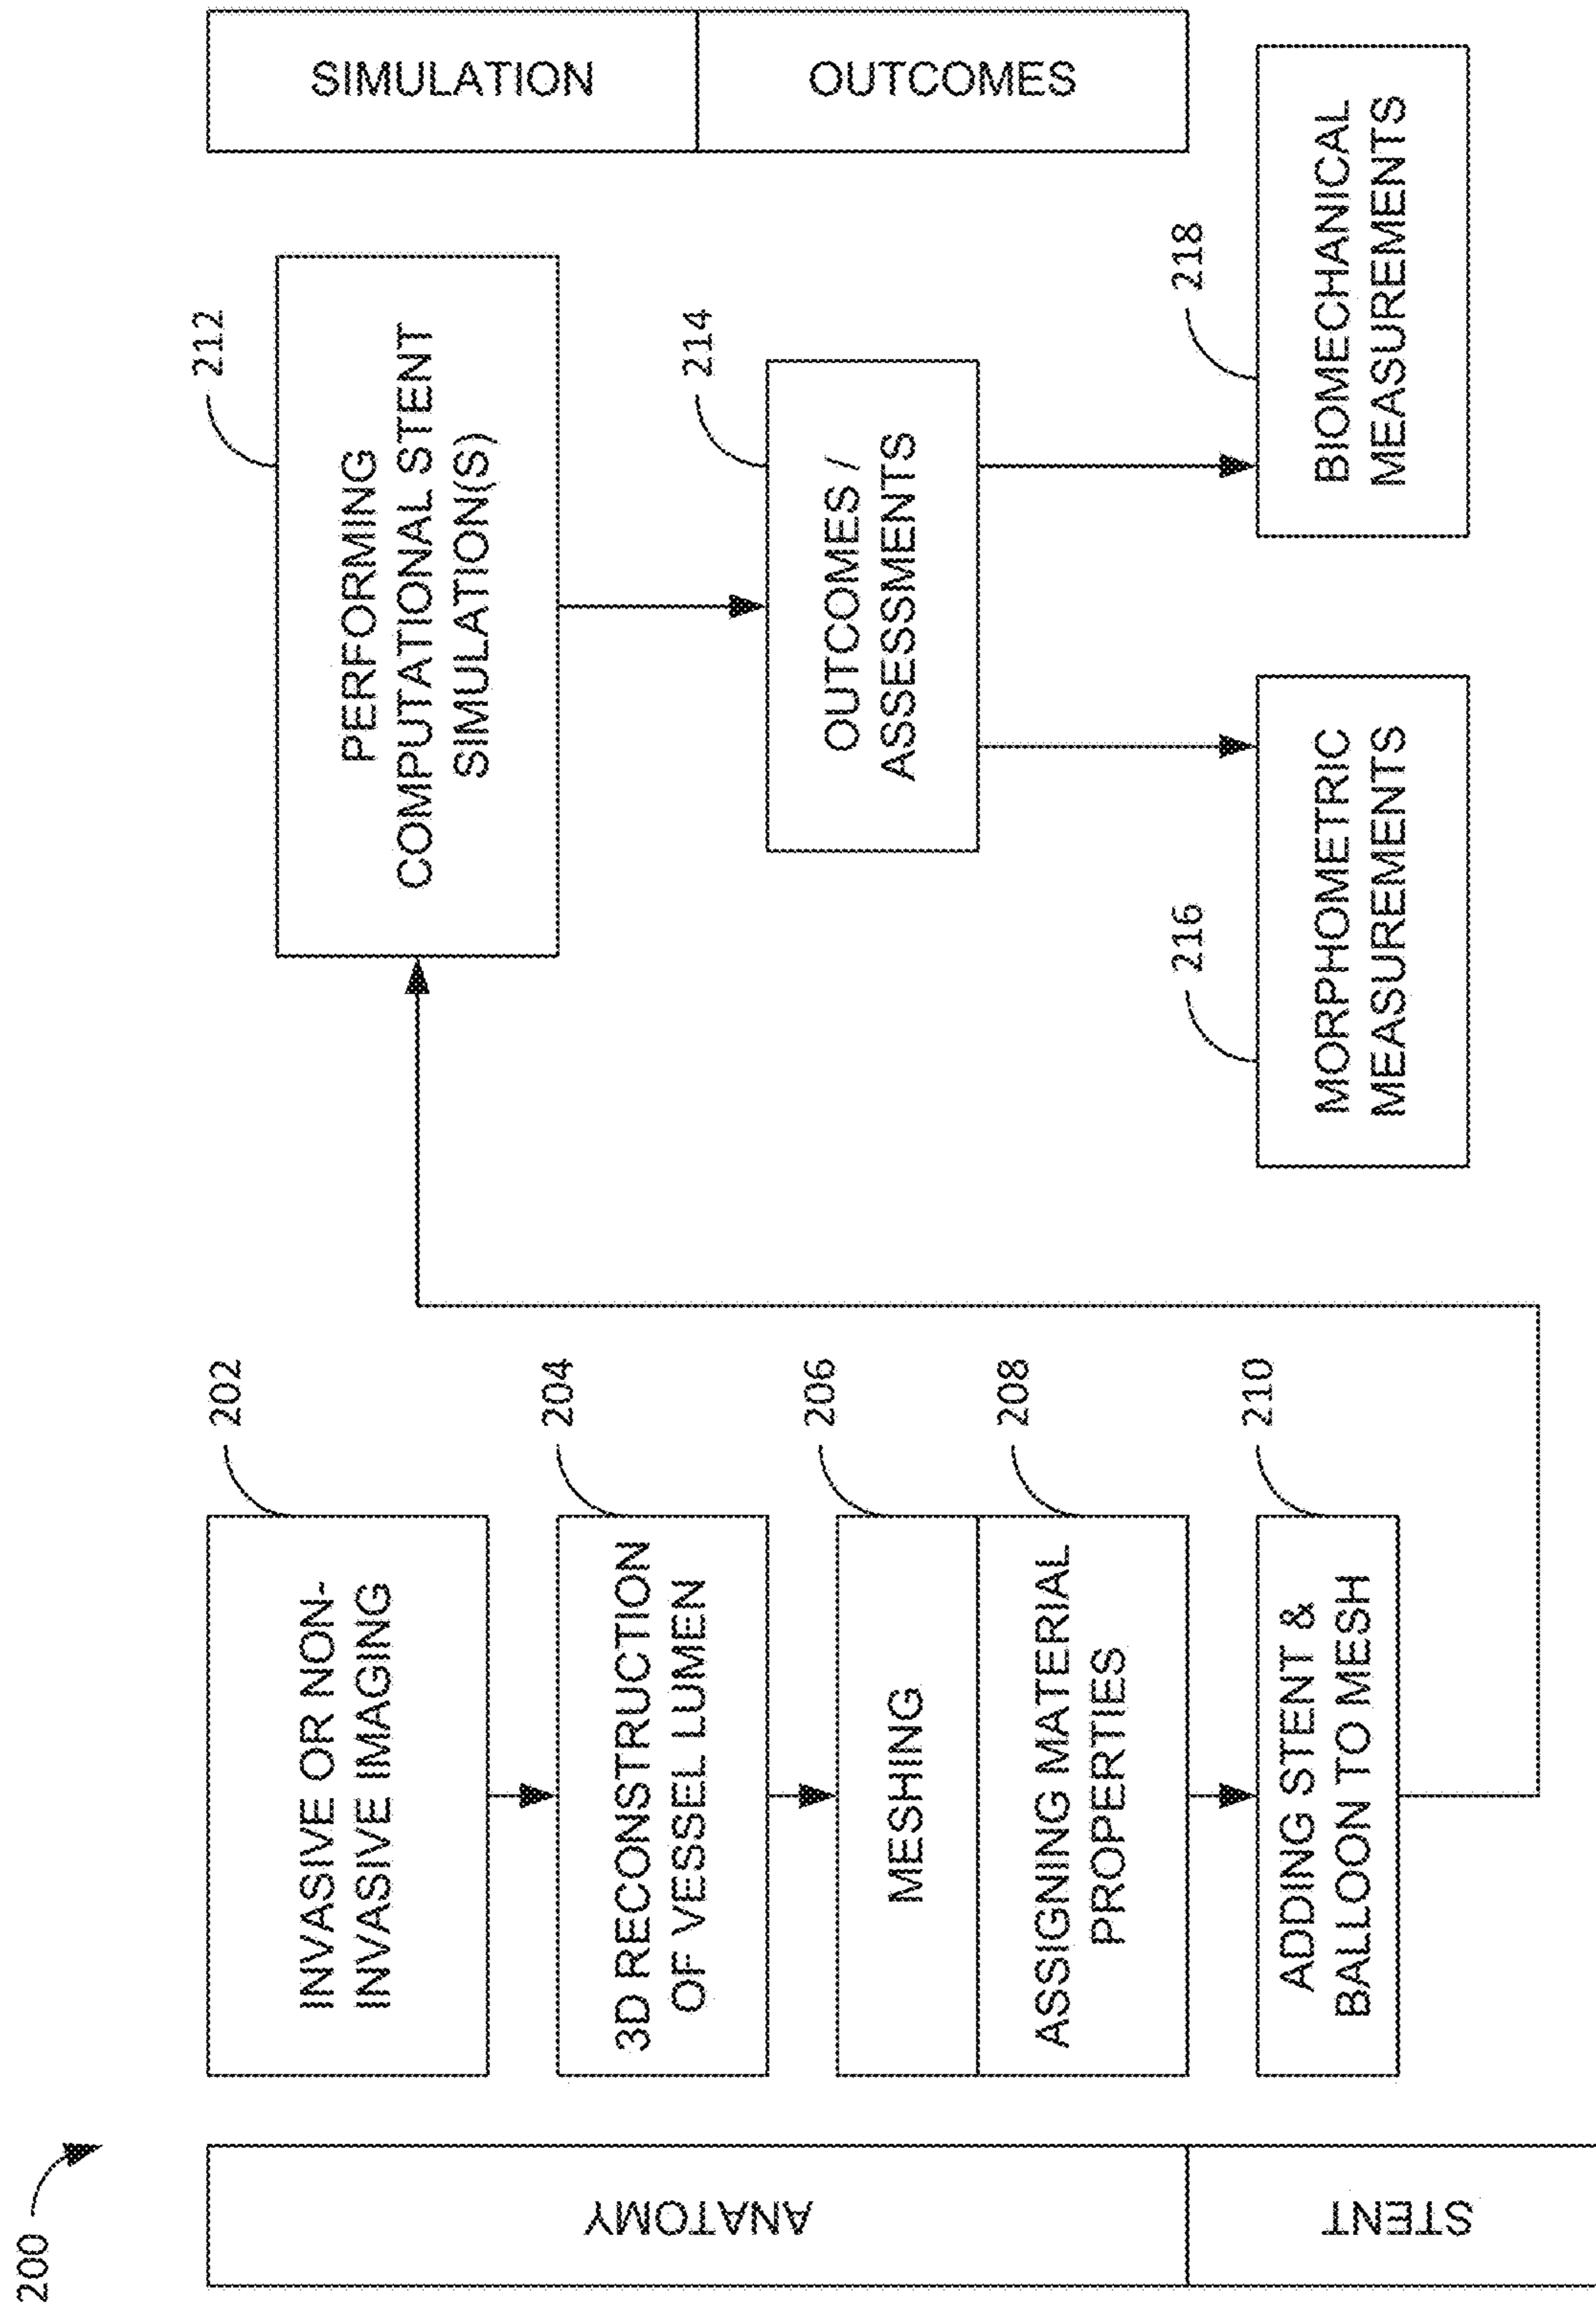 200
ANATOMY
STENT
INVASIVE OR NON-
INVASIVE IMAGING
202
3D RECONSTRUCTION
OF VESSEL LUMEN
204
MESHING
206
ASSIGNING MATERIAL
PROPERTIES
208
ADDING STENT &
BALLOON TO MESH
210
PERFORMING
COMPUTATIONAL STENT
SIMULATION(S)
212
OUTCOMES /
ASSESSMENTS
214
MORPHOMETRIC
MEASUREMENTS
216
BIOMECHANICAL
MEASUREMENTS
218
SIMULATION
OUTCOMES